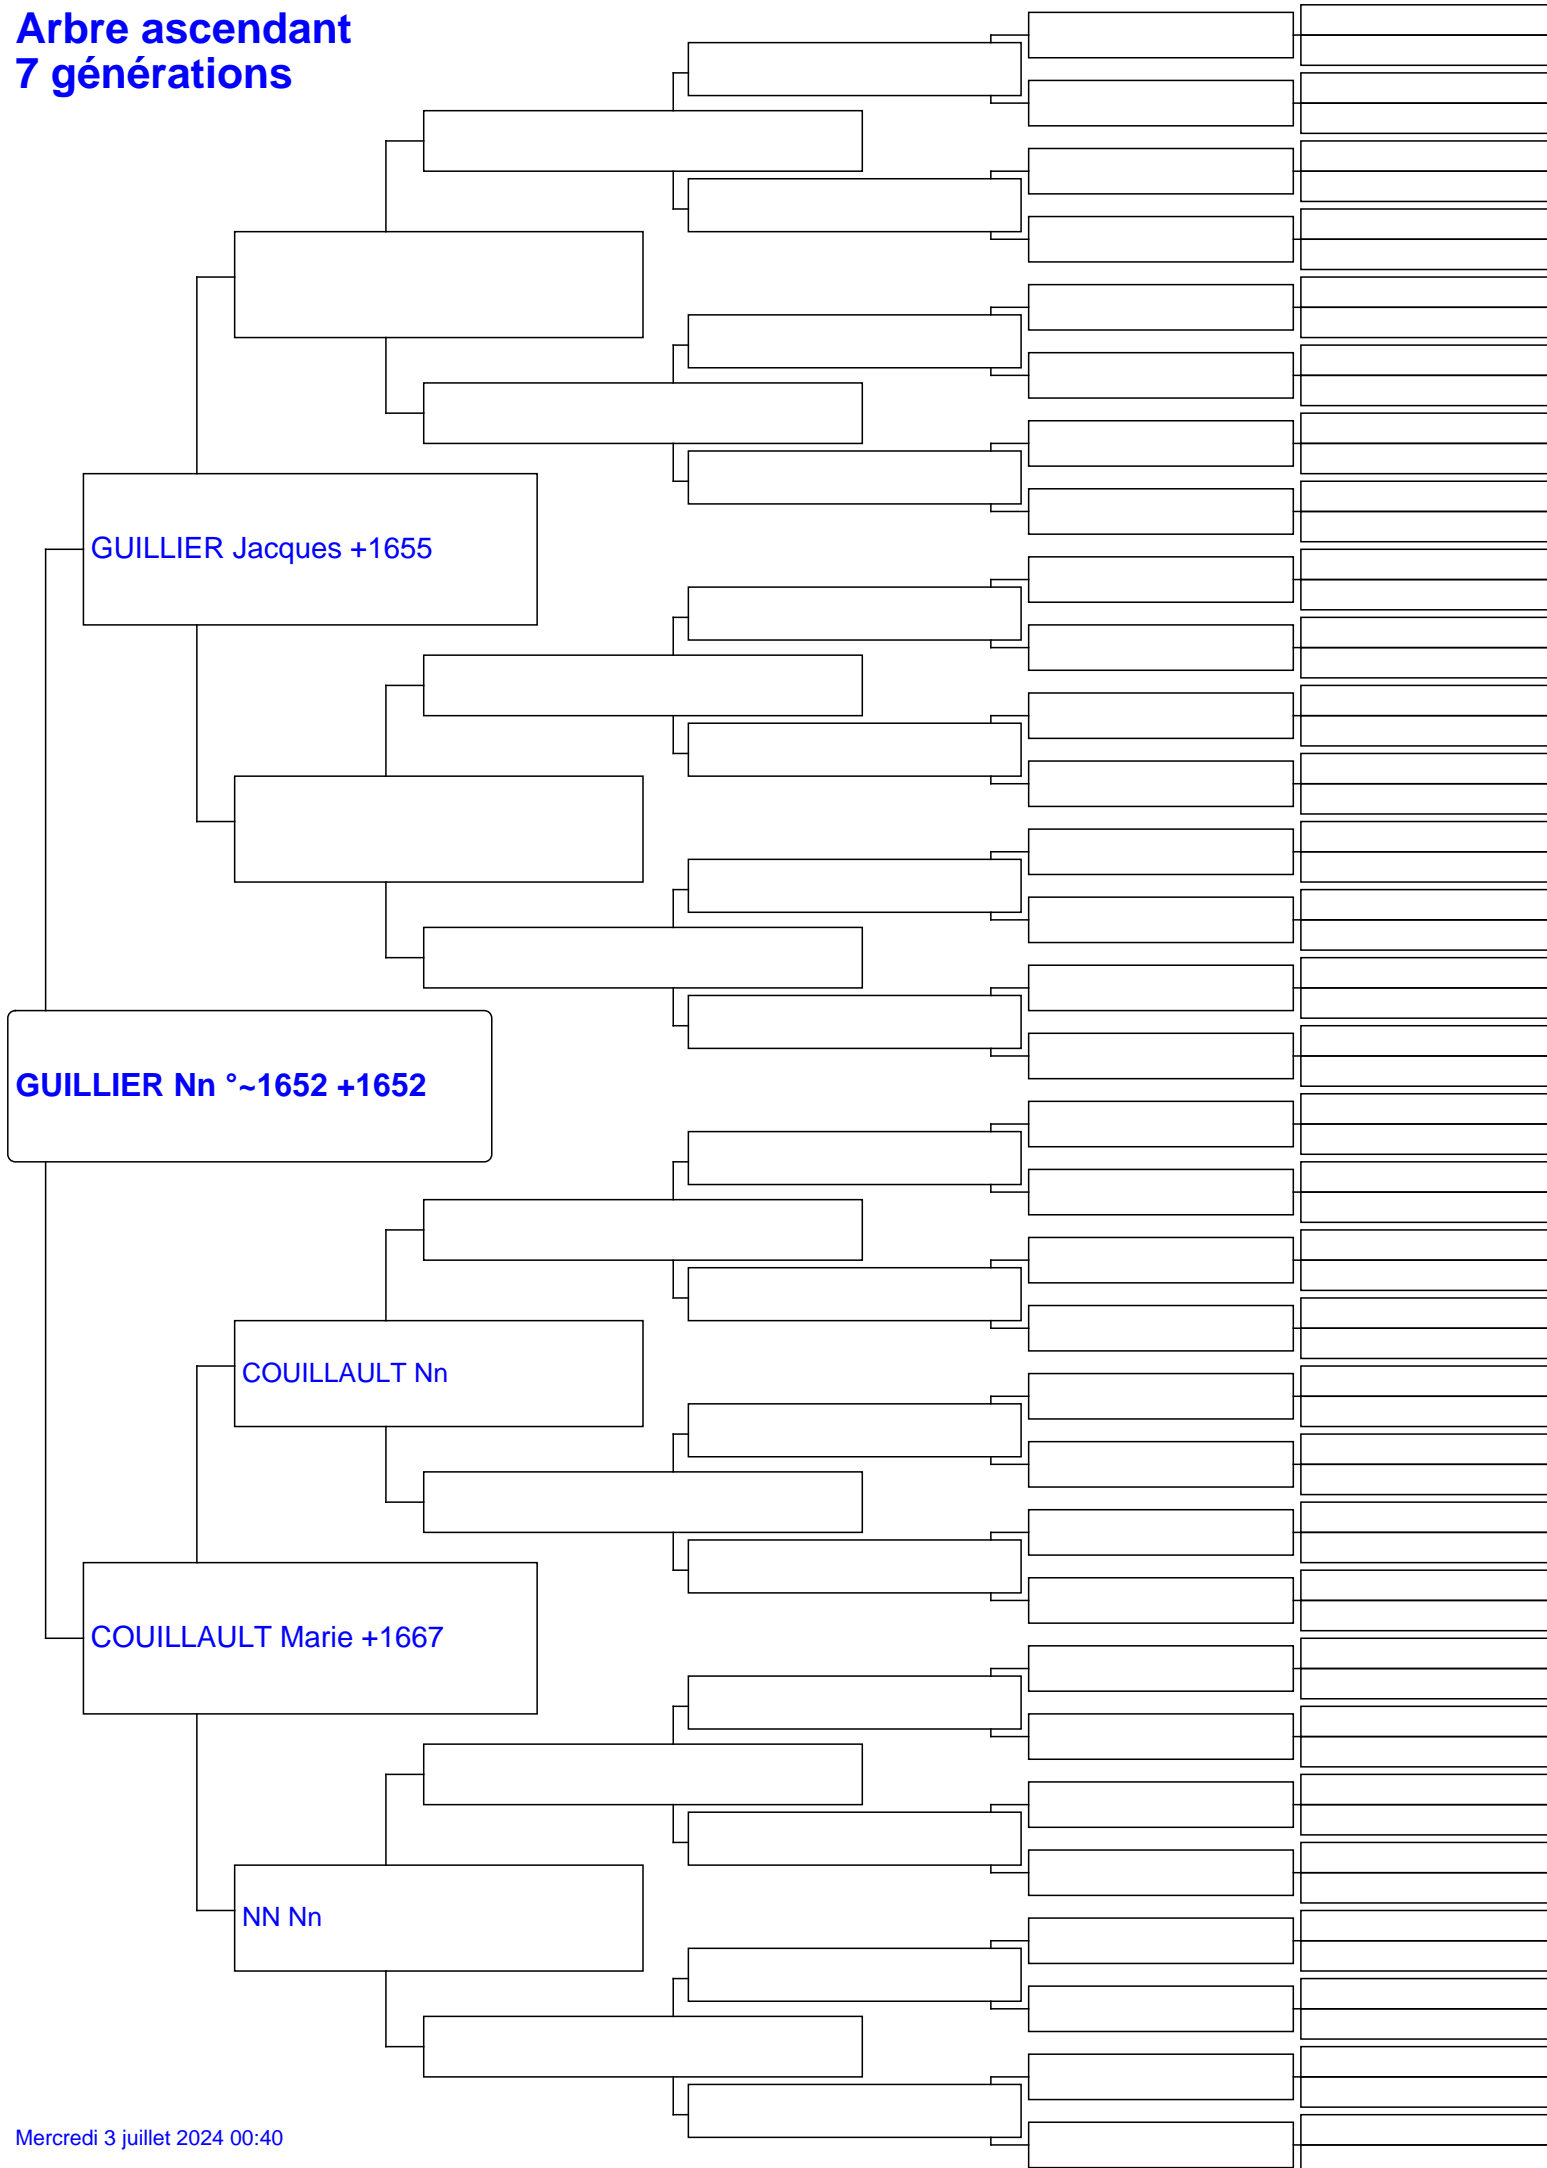 Arbre ascendant
7 générations
GUILLIER Jacques +1655
GUILLIER Nn °~1652 +1652
COUILLAULT Nn
COUILLAULT Marie +1667
NN Nn
Mercredi 3 juillet 2024 00:40